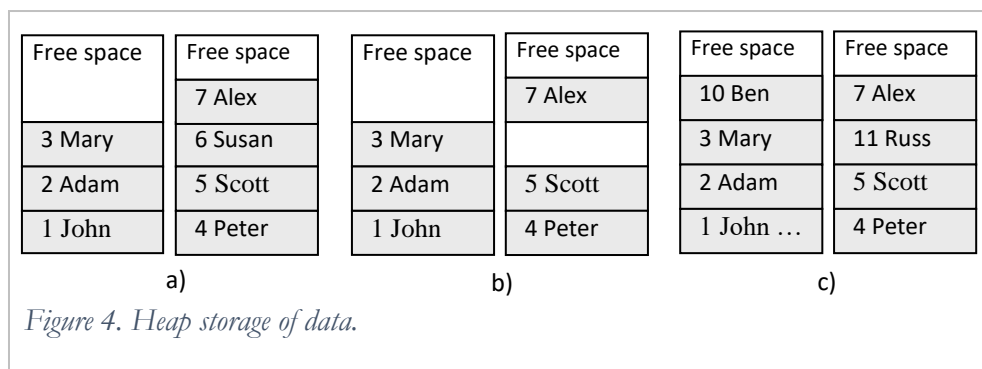 Free space
3 Mary
2 Adam
1 John
Free space
7 Alex
6 Susan
5 Scott
4 Peter
a)
Free space
3 Mary
2 Adam
1 John
Free space
7 Alex
5 Scott
4 Peter
b)
Free space
10 Ben
3 Mary
2 Adam
1 John …
Free space
7 Alex
11 Russ
5 Scott
4 Peter
c)
Figure 4. Heap storage of data.